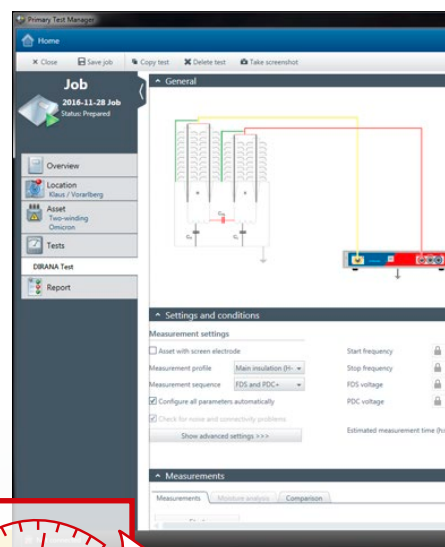 Primary Test Manager
Home
Close Save job Copy test Delete test Take screenshot
Job
2016-11-28 Job
Status: Prepared
Overview
Location
Klaus / Vorarlberg
Asset
Two-winding
Omicron
Tests
DIRANA Test
Report
General
Settings and conditions
Measurement settings
Asset with screen electrode
Measurement profile Main insulation (H-
Measurement sequence FDS and PDC+
Configure all parameters automatically
Check for noise and connectivity problems
Show advanced settings >>>
Start frequency
Stop frequency
FDS voltage
PDC voltage
Estimated measurement time (h:
Measurements
Measurements Moisture analysis Comparison